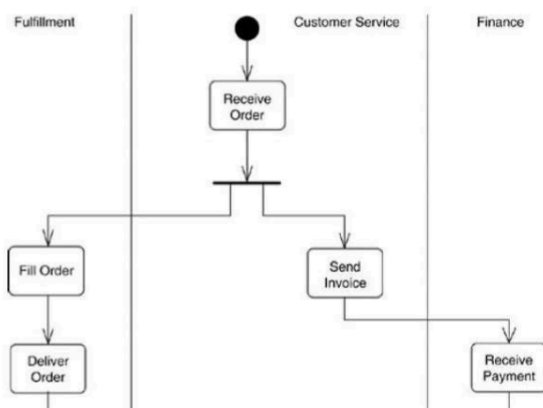 Fulfillment
Customer Service
Finance
Receive
Order
Fill Order
Send
Invoice
Deliver
Order
Receive
Payment